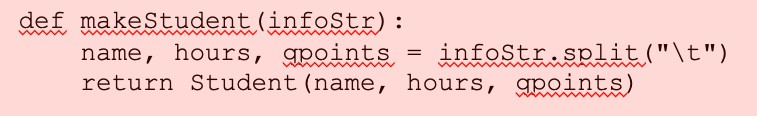 def makeStudent(infoStr):
    name, hours, qpoints = infoStr.split("\t")
    return Student(name, hours, qpoints)